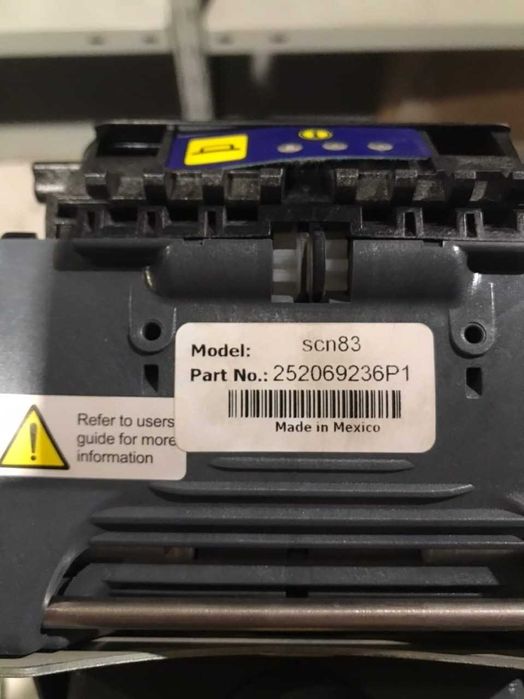 Model: scn83
Part No.: 252069236P1
Made in Mexico
Refer to users
guide for more
information